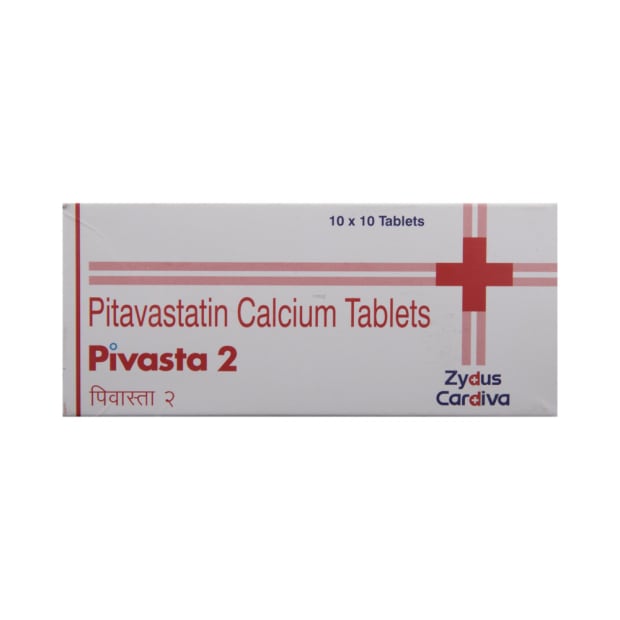 10 x 10 Tablets
Pitavastatin Calcium Tablets
Pivasta 2
पिवास्ता २
Zydus
Cardiva